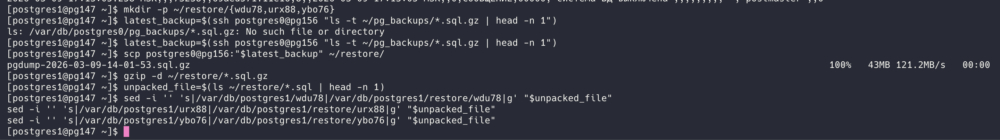 [postgres1@pg147 ~]$ mkdir -p ~/restore/{wdu78,urx88,ybo76}
[postgres1@pg147 ~]$ latest_backup=$(ssh postgres0@pg156 "ls -t ~/pg_backups/*.sql.gz | head -n 1")
ls: /var/db/postgres0/pg_backups/*.sql.gz: No such file or directory
[postgres1@pg147 ~]$ latest_backup=$(ssh postgres0@pg156 "ls -t ~/pg_backups/*.sql.gz | head -n 1")
[postgres1@pg147 ~]$ scp postgres0@pg156:"$latest_backup" ~/restore/
pgdump-2026-03-09-14-01-53.sql.gz 100% 43MB 121.2MB/s 00:00
[postgres1@pg147 ~]$ gzip -d ~/restore/*.sql.gz
[postgres1@pg147 ~]$ unpacked_file=$(ls ~/restore/*.sql | head -n 1)
[postgres1@pg147 ~]$ sed -i '' 's|/var/db/postgres1/wdu78|/var/db/postgres1/restore/wdu78|g' "$unpacked_file"
sed -i '' 's|/var/db/postgres1/urx88|/var/db/postgres1/restore/urx88|g' "$unpacked_file"
sed -i '' 's|/var/db/postgres1/ybo76|/var/db/postgres1/restore/ybo76|g' "$unpacked_file"
[postgres1@pg147 ~]$